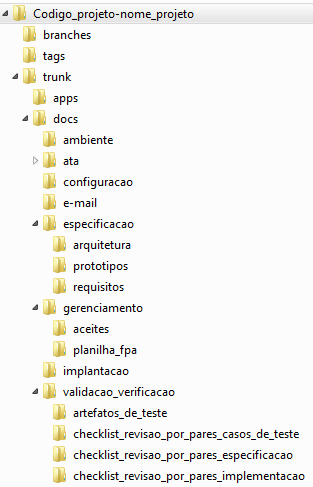 Codigo_projeto-nome_projeto
branches
tags
trunk
apps
docs
ambiente
ata
configuracao
e-mail
especificacao
arquitetura
prototipos
requisitos
gerenciamento
aceites
planilha_fpa
implantacao
validacao_verificacao
artefatos_de_teste
checklist_revisao_por_pares_casos_de_teste
checklist_revisao_por_pares_especificacao
checklist_revisao_por_pares_implementacao